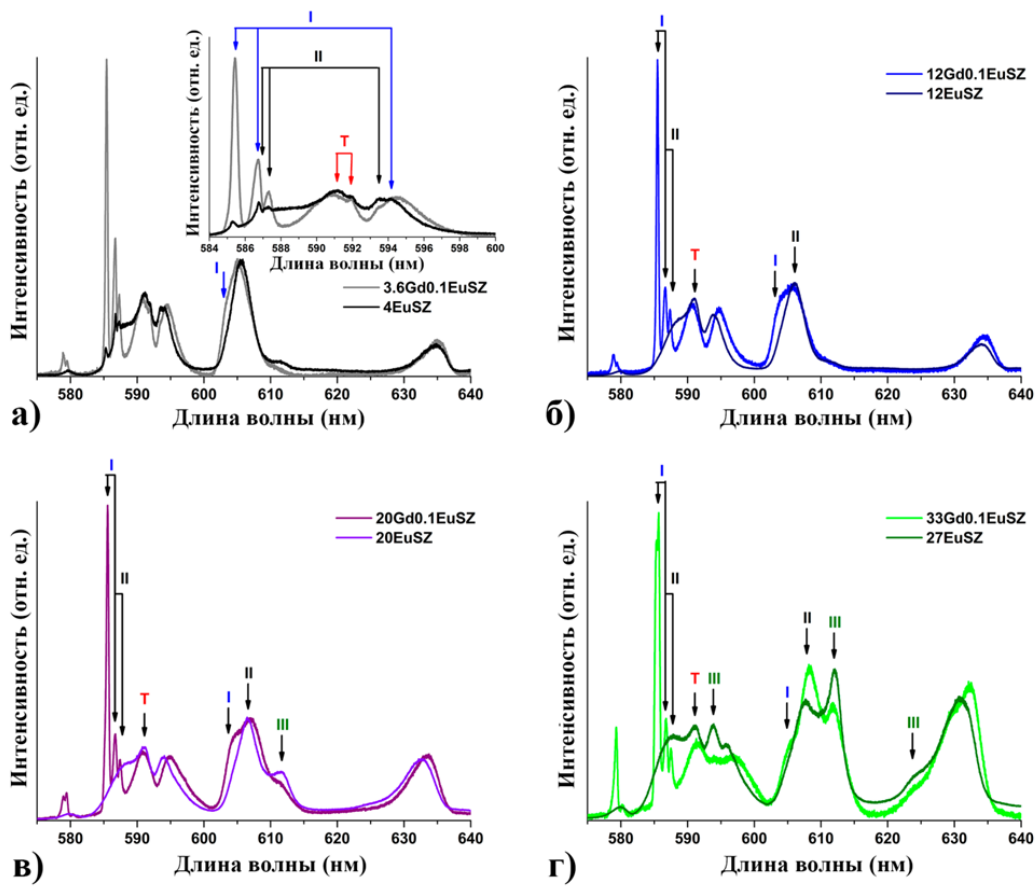 I
II
T
Интенсивность (отн. ед.)
584 586 588 590 592 594 596 598 600
Длина волны (нм)
I
3.6Gd0.1EuSZ
4EuSZ
Интенсивность (отн. ед.)
580 590 600 610 620 630 640
Длина волны (нм)
а)
I
II
T
I
II
12Gd0.1EuSZ
12EuSZ
Интенсивность (отн. ед.)
580 590 600 610 620 630 640
Длина волны (нм)
б)
I
II
T
I
II
III
20Gd0.1EuSZ
20EuSZ
Интенсивность (отн. ед.)
580 590 600 610 620 630 640
Длина волны (нм)
в)
I
II
T
III
I
II
III
III
33Gd0.1EuSZ
27EuSZ
Интенсивность (отн. ед.)
580 590 600 610 620 630 640
Длина волны (нм)
г)